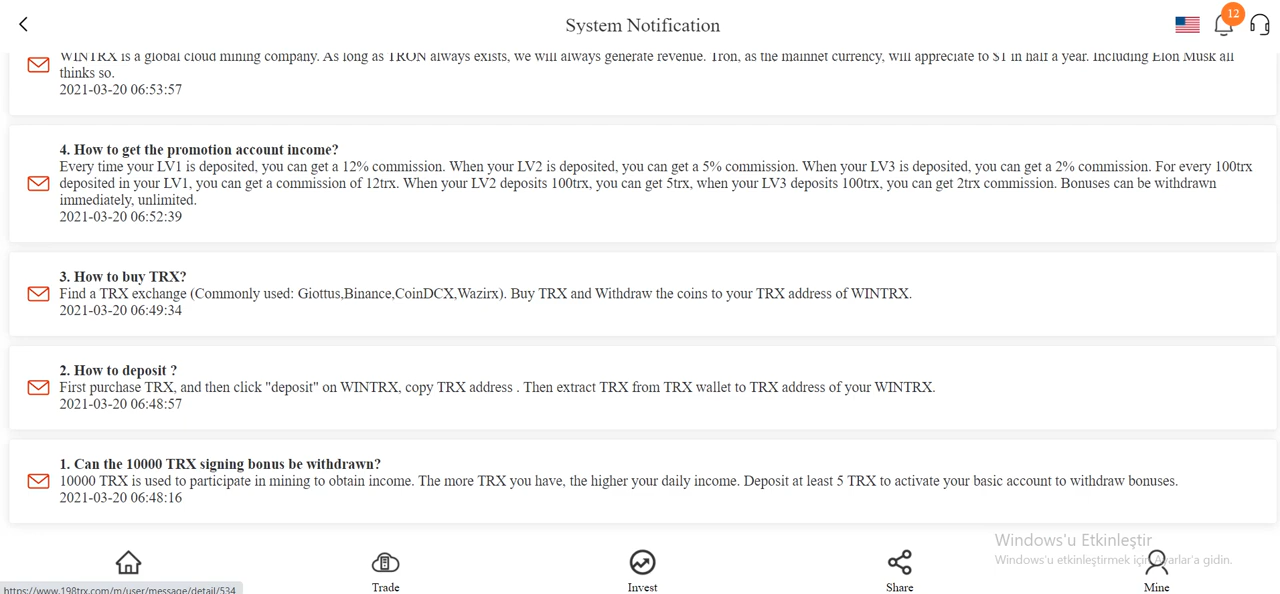 System Notification
12
WINTRX is a global cloud mining company. As long as TRON always exists, we will always generate revenue. Tron, as the mainnet currency, will appreciate to $1 in half a year. Including Elon Musk all
thinks so.
2021-03-20 06:53:57
4. How to get the promotion account income?
Every time your LV1 is deposited, you can get a 12% commission. When your LV2 is deposited, you can get a 5% commission. When your LV3 is deposited, you can get a 2% commission. For every 100trx
deposited in your LV1, you can get a commission of 12trx. When your LV2 deposits 100trx, you can get 5trx, when your LV3 deposits 100trx, you can get 2trx commission. Bonuses can be withdrawn
immediately, unlimited.
2021-03-20 06:52:39
3. How to buy TRX?
Find a TRX exchange (Commonly used: Giottus,Binance,CoinDCX,Wazirx). Buy TRX and Withdraw the coins to your TRX address of WINTRX.
2021-03-20 06:49:34
2. How to deposit ?
First purchase TRX, and then click "deposit" on WINTRX, copy TRX address . Then extract TRX from TRX wallet to TRX address of your WINTRX.
2021-03-20 06:48:57
1. Can the 10000 TRX signing bonus be withdrawn?
10000 TRX is used to participate in mining to obtain income. The more TRX you have, the higher your daily income. Deposit at least 5 TRX to activate your basic account to withdraw bonuses.
2021-03-20 06:48:16
Windows'u Etkinleştir
Windows'u etkinleştirmek için Ayarlar'a gidin.
Trade
Invest
Share
Mine
https://www.198trx.com/m/user/message/detail/534